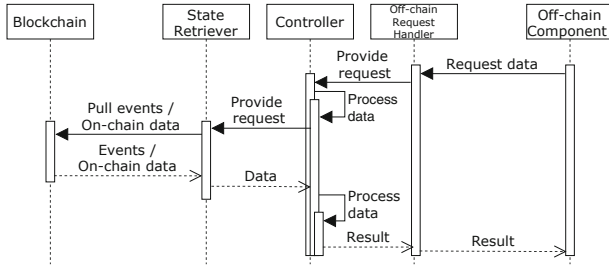 Blockchain
State
Retriever
Controller
Off-chain
Request
Handler
Off-chain
Component
Provide
request
Request data
Process
data
Pull events /
On-chain data
Provide
request
Events /
On-chain data
Data
Process
data
Result
Result